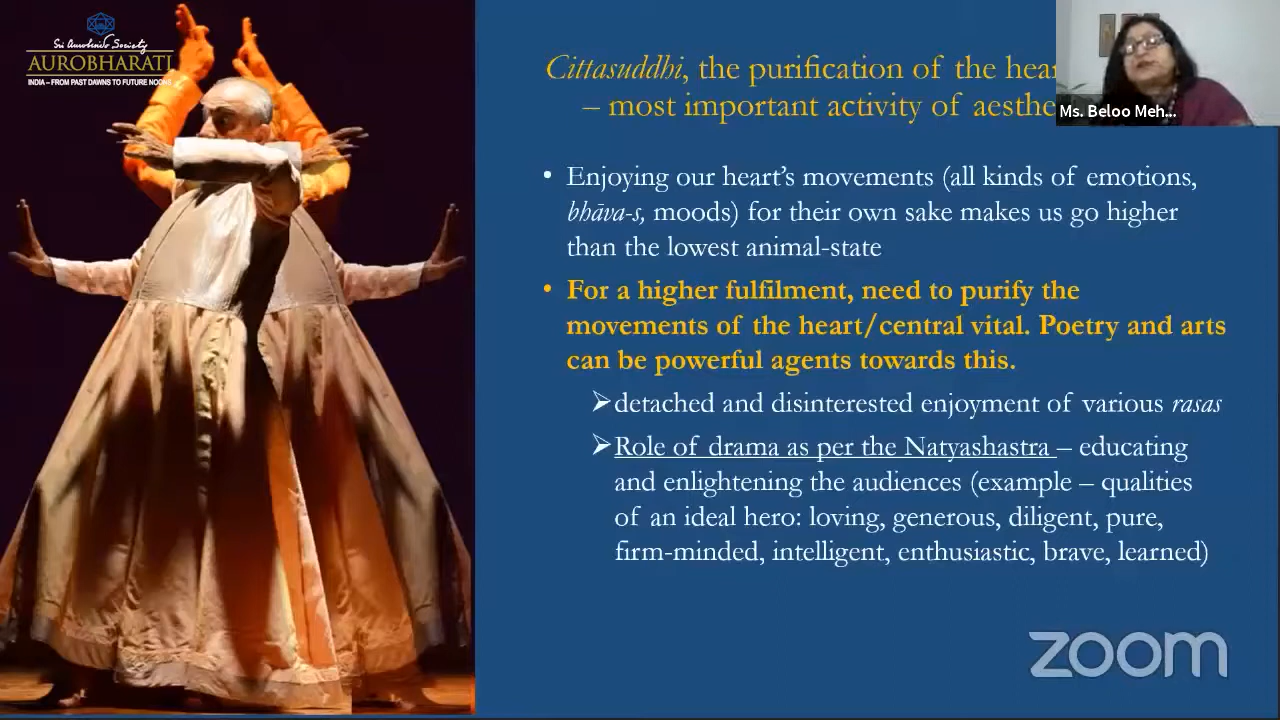 Sri Aurobindo Society
AUROBHARATI
INDIA – FROM PAST DAWNS TO FUTURE NOONS
Cittasuddhi, the purification of the hear
– most important activity of aesthe
Ms. Beloo Meh...
• Enjoying our heart's movements (all kinds of emotions,
bhāva-s, moods) for their own sake makes us go higher
than the lowest animal-state
• For a higher fulfilment, need to purify the
movements of the heart/central vital. Poetry and arts
can be powerful agents towards this.
➢detached and disinterested enjoyment of various rasas
➢Role of drama as per the Natyashastra – educating
and enlightening the audiences (example – qualities
of an ideal hero: loving, generous, diligent, pure,
firm-minded, intelligent, enthusiastic, brave, learned)
zoom